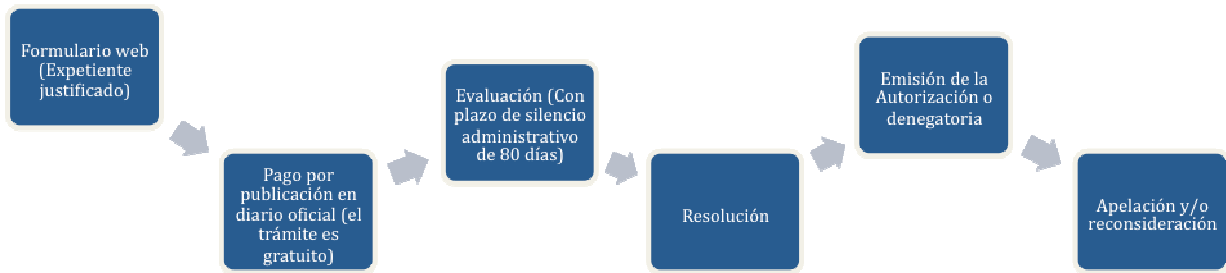 Formulario web
(Expetiente
justificado)
Pago por
publicación en
diario oficial (el
trámite es
gratuito)
Evaluación (Con
plazo de silencio
administrativo
de 80 días)
Resolución
Emisión de la
Autorización o
denegatoria
Apelación y/o
reconsideración